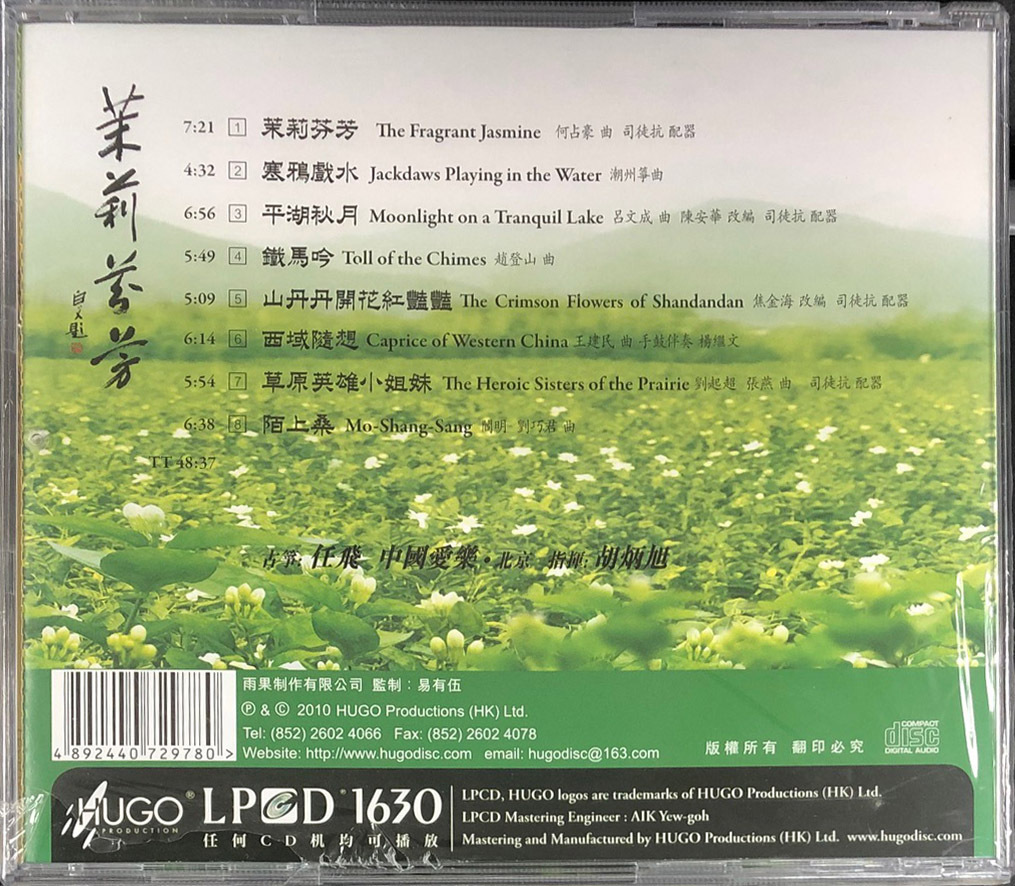 茉莉芬芳
自乂題
7:21 1 茉莉芬芳 The Fragrant Jasmine 何占豪 曲 司徒抗 配器
4:32 2 寒鴉戲水 Jackdaws Playing in the Water 潮州箏曲
6:56 3 平湖秋月 Moonlight on a Tranquil Lake 呂文成 曲 陳安華 改編 司徒抗 配器
5:49 4 鐵馬吟 Toll of the Chimes 趙登山 曲
5:09 5 山丹丹開花紅豔豔 The Crimson Flowers of Shandandan 焦金海 改編 司徒抗 配器
6:14 6 西域隨想 Caprice of Western China 王建民 曲 手鼓伴奏 楊繼文
5:54 7 草原英雄小姐妹 The Heroic Sisters of the Prairie 劉起超 張燕 曲 司徒抗 配器
6:38 8 陌上桑 Mo-Shang-Sang 閻明 劉巧君 曲
TT 48:37
古筝: 任飛 中國愛樂·北京 指揮: 胡炳旭
雨果制作有限公司 監制：易有伍
℗ & © 2010 HUGO Productions (HK) Ltd.
Tel: (852) 2602 4066 Fax: (852) 2602 4078
Website: http://www.hugodisc.com email: hugodisc@163.com
4 892440 729780 >
版權所有 翻印必究
COMPACT
disc
DIGITAL AUDIO
HUGO®
PRODUCTION
LPCD® 1630
任何CD机均可播放
LPCD, HUGO logos are trademarks of HUGO Productions (HK) Ltd.
LPCD Mastering Engineer : AIK Yew-goh
Mastering and Manufactured by HUGO Productions (HK) Ltd. www.hugodisc.com